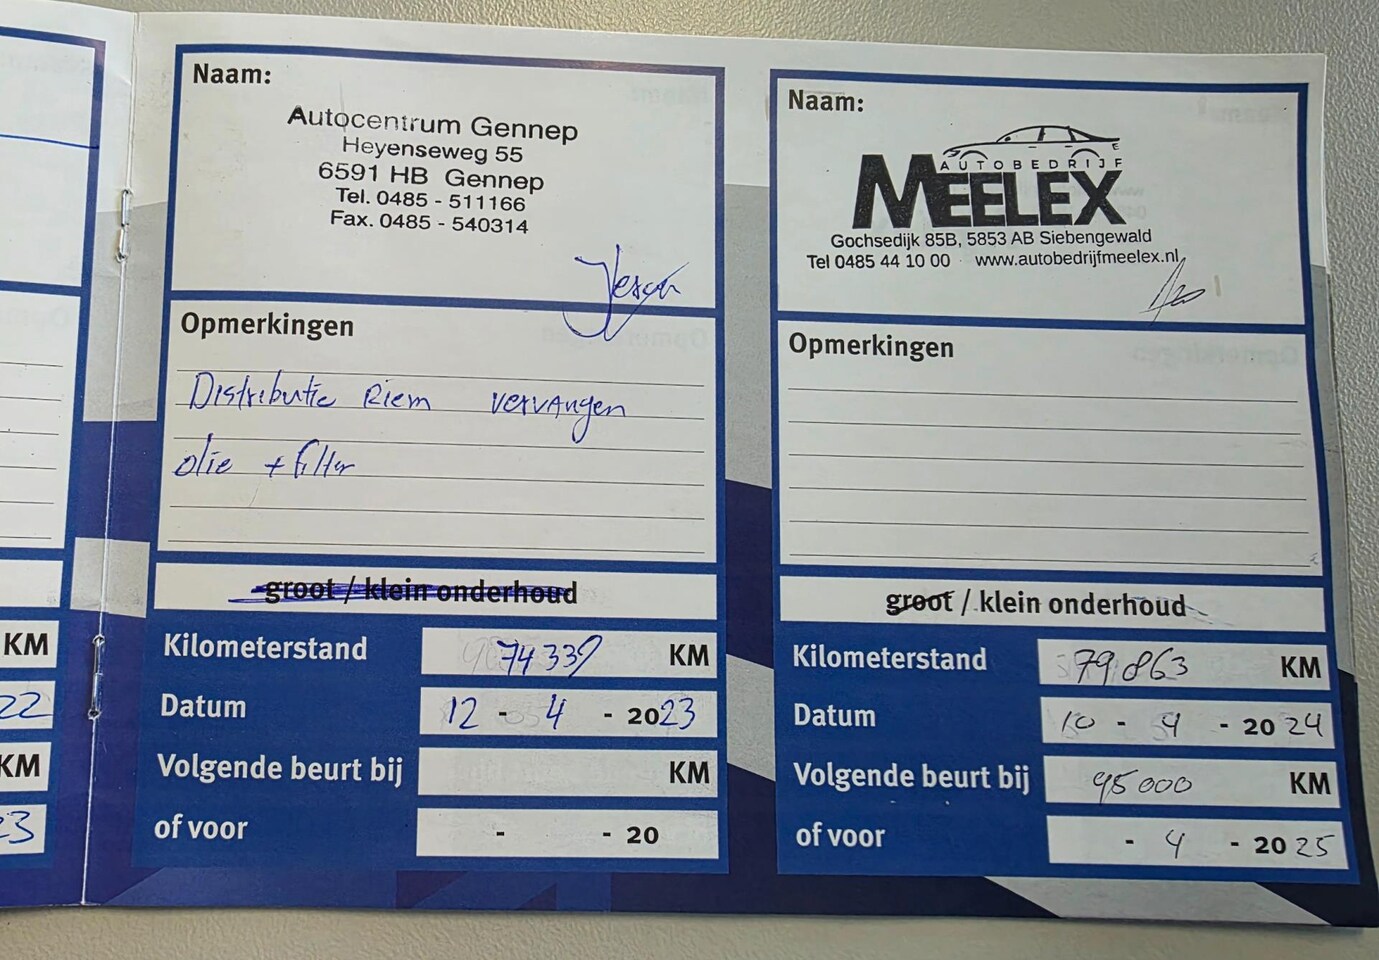 KM
22
KM
23
Naam:
Autocentrum Gennep
Heyenseweg 55
6591 HB Gennep
Tel. 0485 - 511166
Fax. 0485 - 540314
Opmerkingen
Distributie Riem vervangen
olie + filter
groot / klein onderhoud
Kilometerstand 74339 KM
Datum 12 - 4 - 2023
Volgende beurt bij KM
of voor - - 20
Naam:
AUTOBEDRIJF
MEELEX
Gochsedijk 85B, 5853 AB Siebengewald
Tel 0485 44 10 00 www.autobedrijfmeelex.nl
Opmerkingen
groot / klein onderhoud
Kilometerstand 79.863 KM
Datum 10 - 4 - 2024
Volgende beurt bij 95000 KM
of voor - 4 - 2025